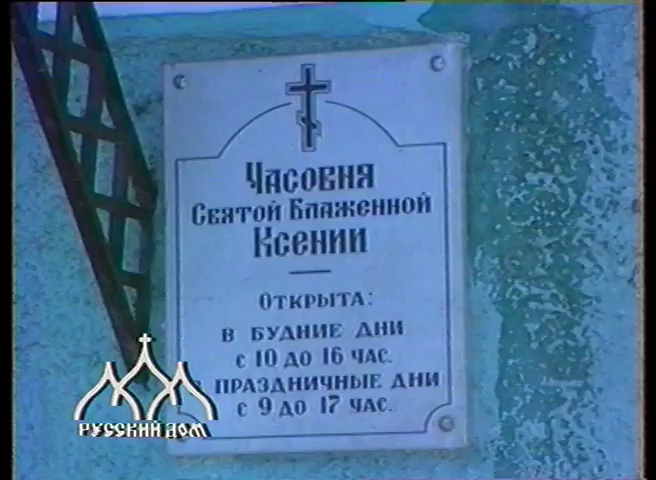 Часовня
Святой Блаженной
Ксении
ОТКРЫТА:
В БУДНИЕ ДНИ
С 10 ДО 16 ЧАС.
В ПРАЗДНИЧНЫЕ ДНИ
С 9 ДО 17 ЧАС.
РУССКИЙ ДОМ